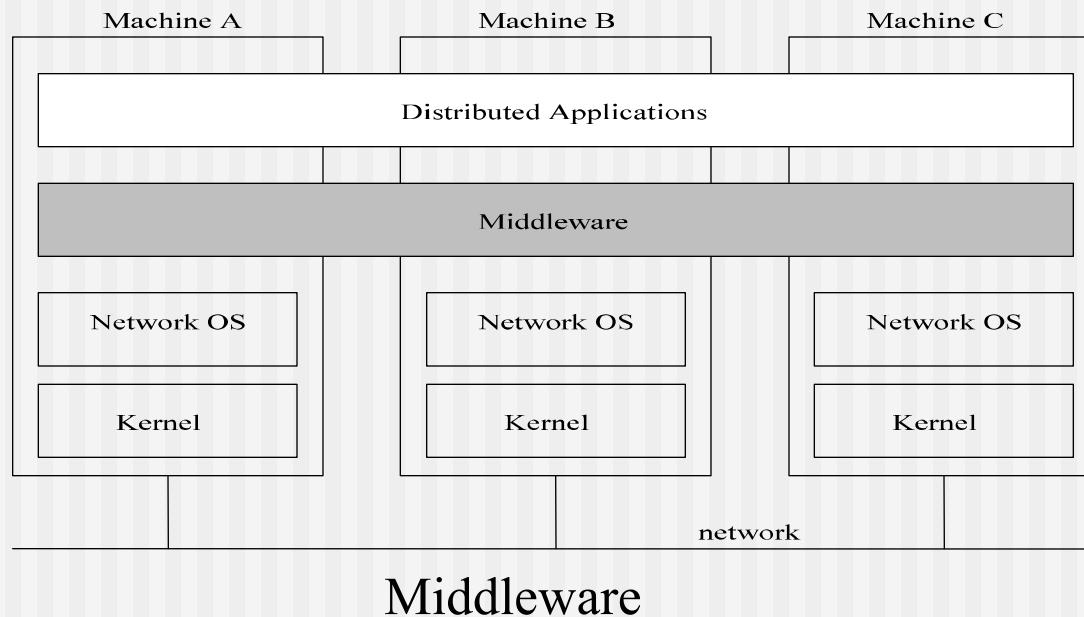 Machine A Machine B Machine C
Distributed Applications
Middleware
Network OS Network OS Network OS
Kernel Kernel Kernel
network
Middleware